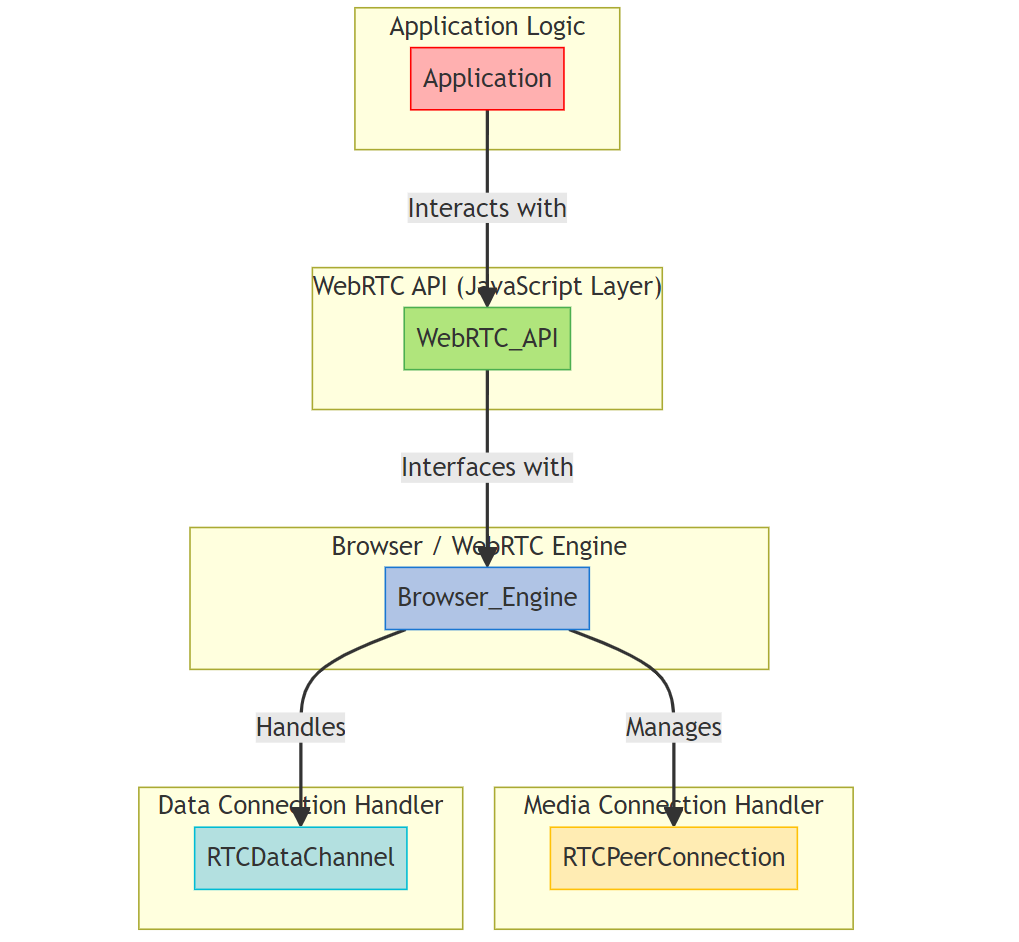 Application Logic
Application
Interacts with
WebRTC API (JavaScript Layer)
WebRTC_API
Interfaces with
Browser / WebRTC Engine
Browser_Engine
Handles
Manages
Data Connection Handler
Media Connection Handler
RTCDataChannel
RTCPeerConnection